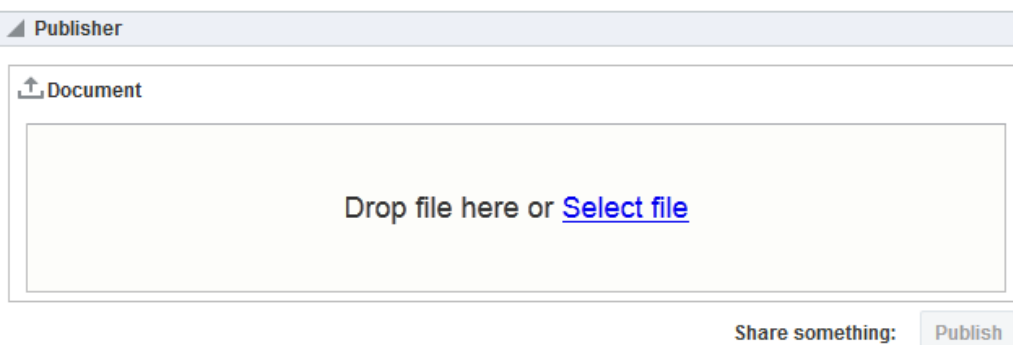 Publisher
Document
Drop file here or Select file
Share something: Publish